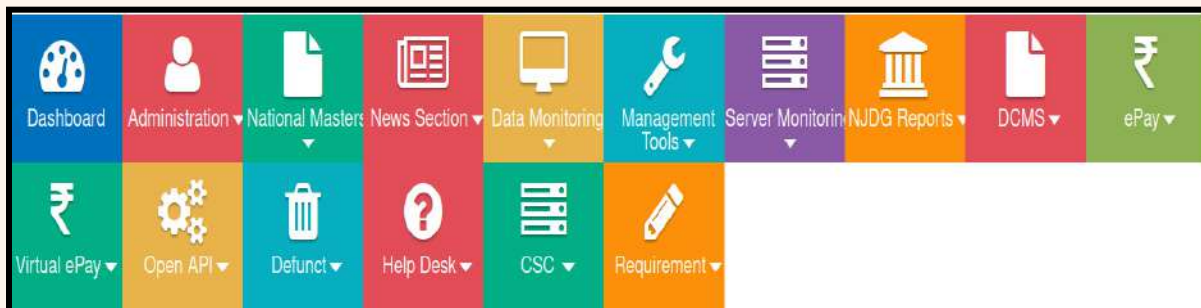 Dashboard
Administration
National Masters
News Section
Data Monitoring
Management
Tools
Server Monitorin
NJDG Reports
DCMS
ePay
Virtual ePay
Open API
Defunct
Help Desk
CSC
Requirement